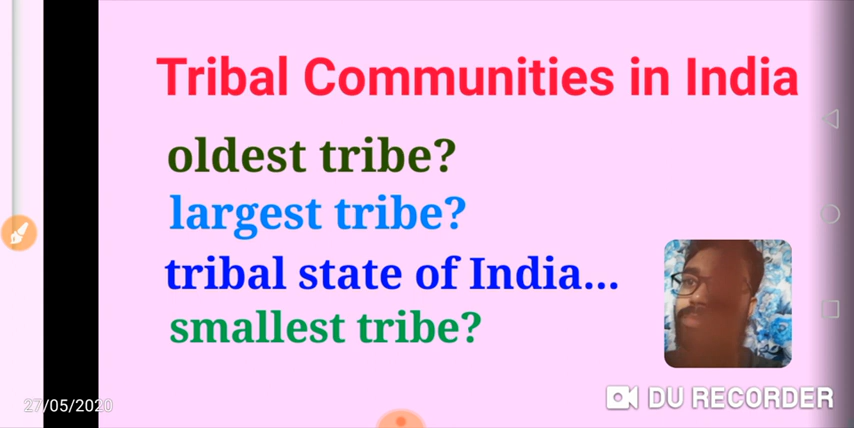 Tribal Communities in India
oldest tribe?
largest tribe?
tribal state of India...
smallest tribe?
27/05/2020
DU RECORDER